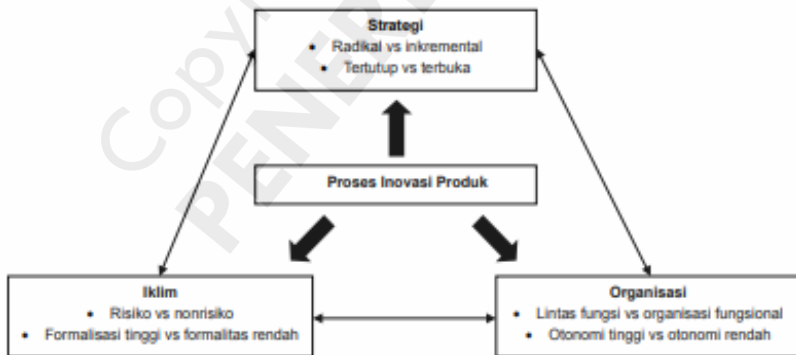 Strategi
• Radikal vs inkremental
• Tertutup vs terbuka
Proses Inovasi Produk
Iklim
• Risiko vs nonrisiko
• Formalisasi tinggi vs formalitas rendah
Organisasi
• Lintas fungsi vs organisasi fungsional
• Otonomi tinggi vs otonomi rendah